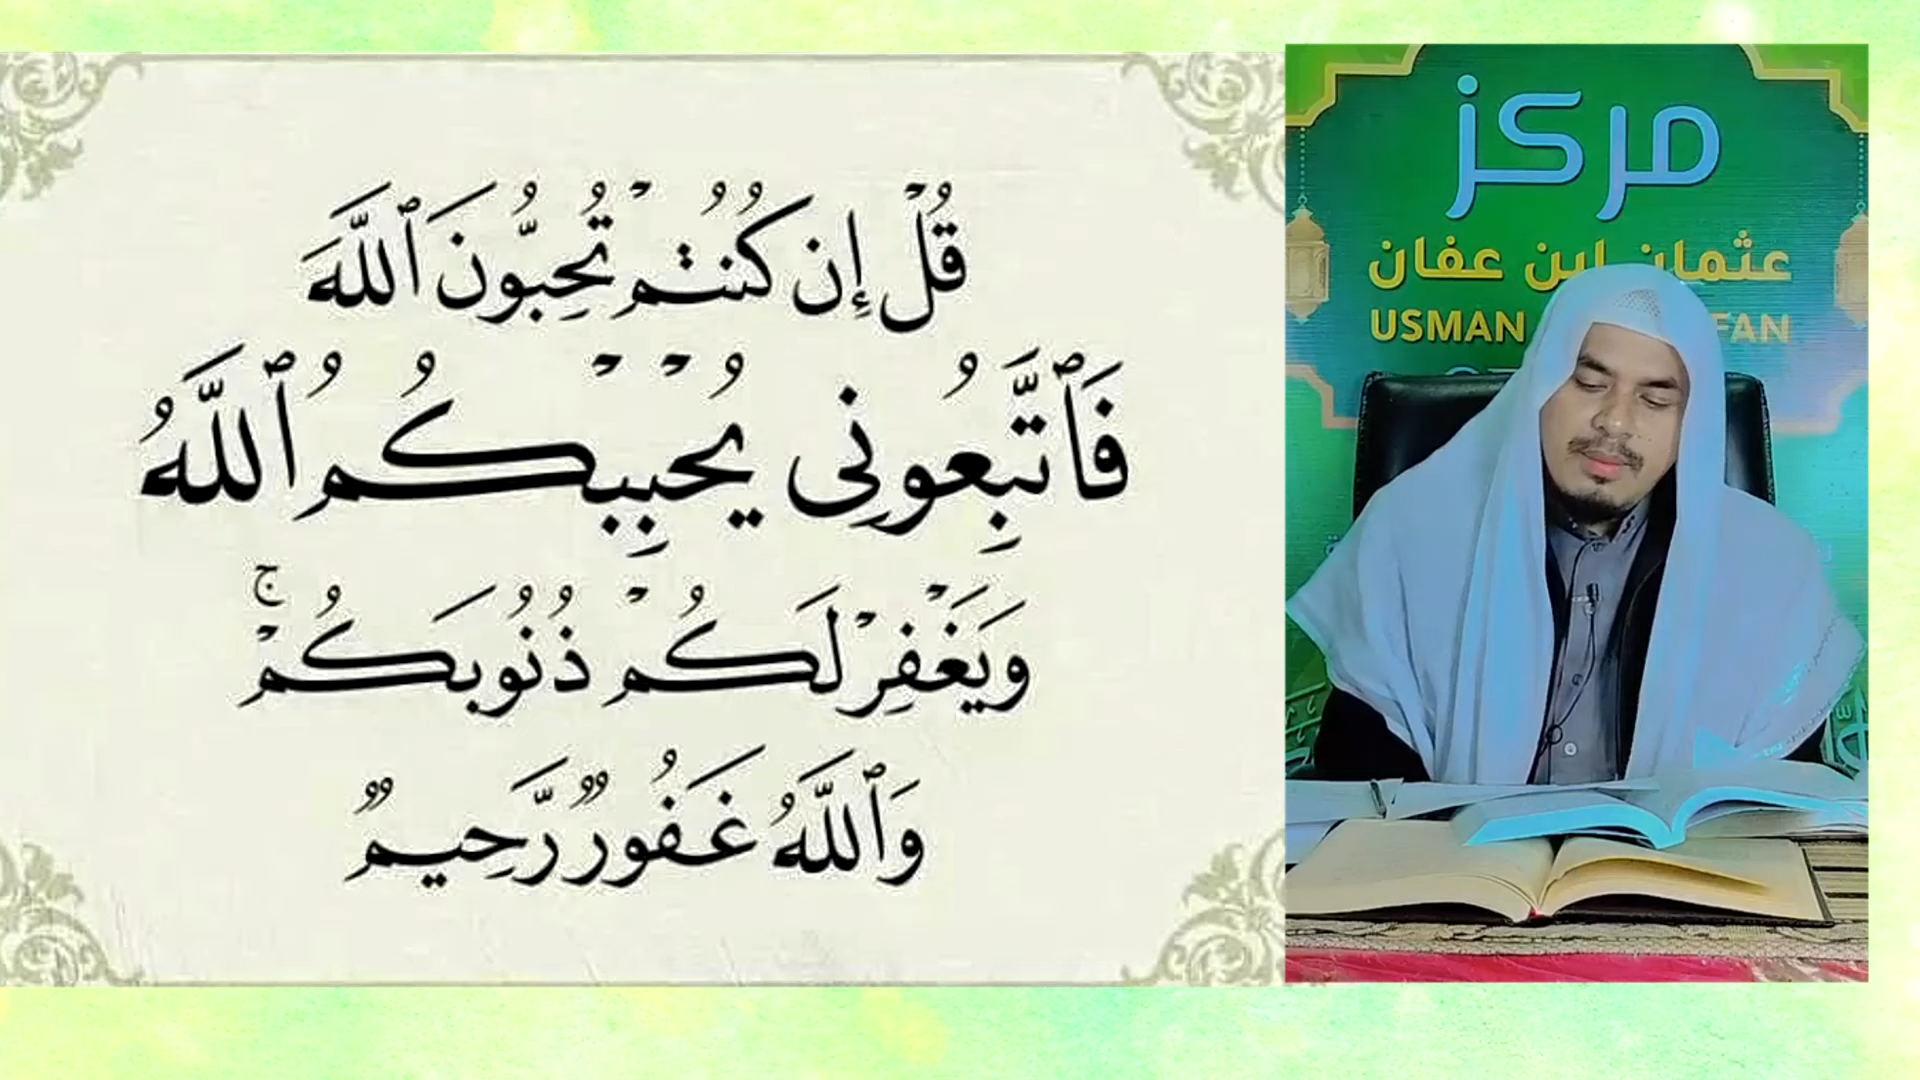 قُلْ إِن كُنتُمْ تُحِبُّونَ ٱللَّهَ
فَٱتَّبِعُونِى يُحْبِبْكُمُ ٱللَّهُ
وَيَغْفِرْ لَكُمْ ذُنُوبَكُمْ ۚ
وَٱللَّهُ غَفُورٌ رَّحِيمٌ
مركز
عثمان ابن عفان
USMAN FAN